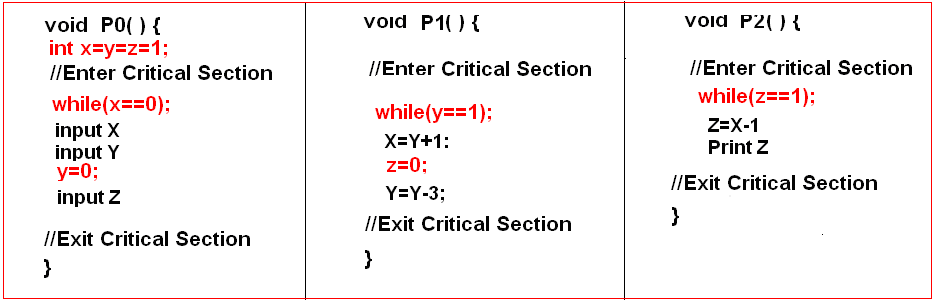 void P0( ) {
int x=y=z=1;
//Enter Critical Section
while(x==0);
input X
input Y
y=0;
input Z
//Exit Critical Section
}
void P1( ) {
//Enter Critical Section
while(y==1);
X=Y+1:
z=0;
Y=Y-3;
//Exit Critical Section
}
void P2( ) {
//Enter Critical Section
while(z==1);
Z=X-1
Print Z
//Exit Critical Section
}